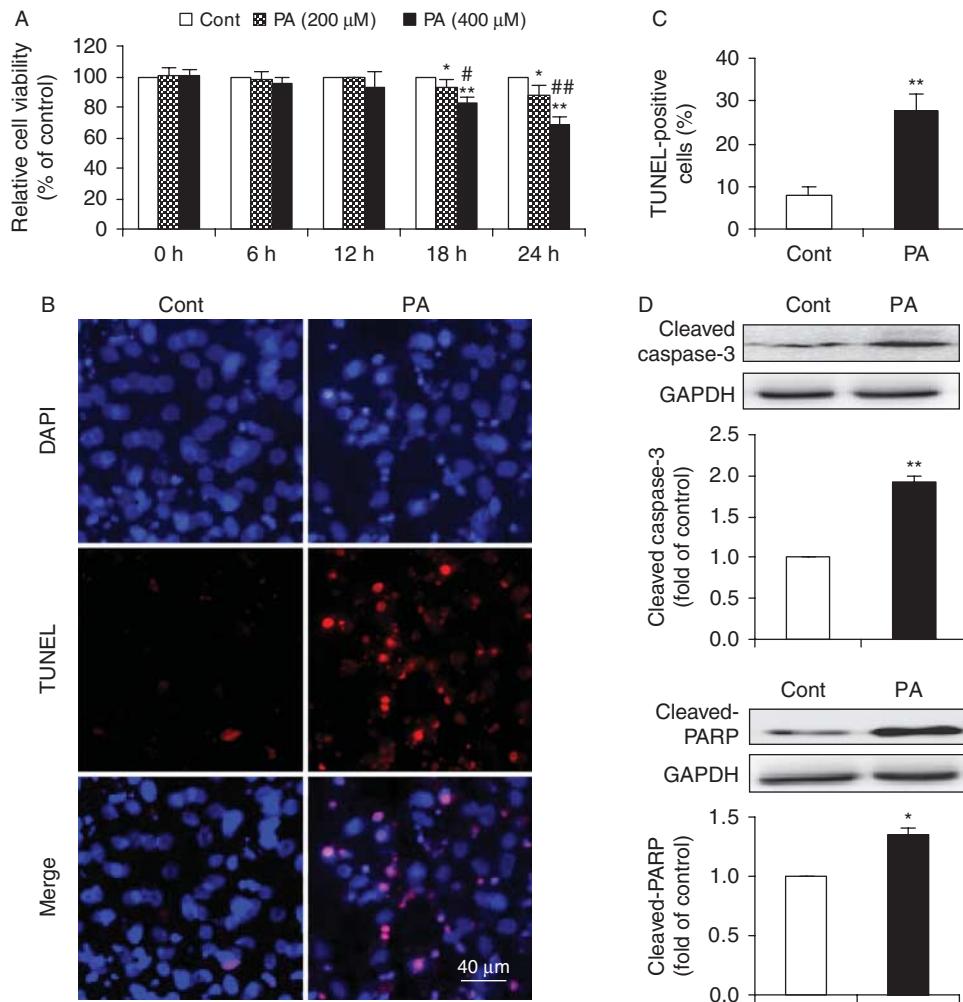 A
Cont PA (200 μM) PA (400 μM)
Relative cell viability
(% of control)
120
100
80
60
40
20
0
* # ** * ## **
0 h 6 h 12 h 18 h 24 h
C
TUNEL-positive
cells (%)
40
30
20
10
0
**
Cont PA
B
Cont PA
DAPI
TUNEL
Merge
40 μm
D
Cont PA
Cleaved
caspase-3
GAPDH
Cleaved caspase-3
(fold of control)
2.5
2.0
1.0
0.5
0.0
**
Cont PA
Cleaved-
PARP
GAPDH
Cleaved-PARP
(fold of control)
1.5
1.0
0.5
0.0
*